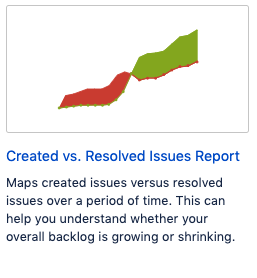 Created vs. Resolved Issues Report
Maps created issues versus resolved
issues over a period of time. This can
help you understand whether your
overall backlog is growing or shrinking.